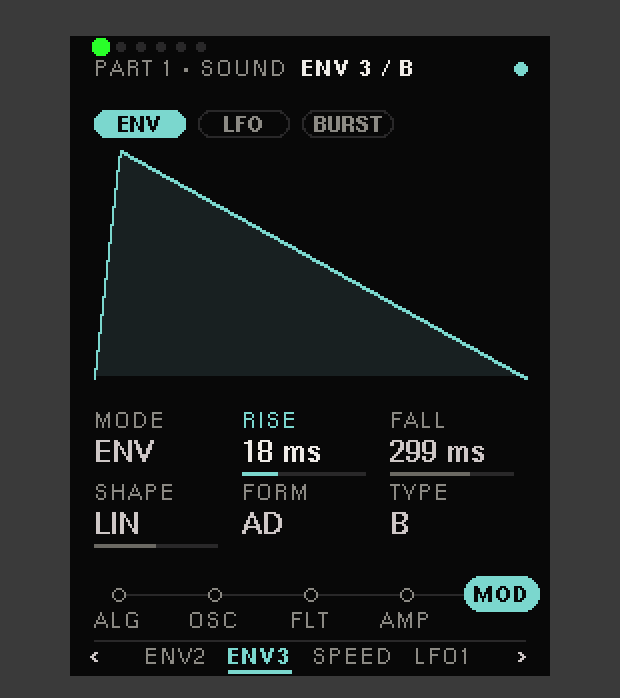 PART 1 · SOUND ENV 3 / B
ENV LFO BURST
MODE RISE FALL
ENV 18 ms 299 ms
SHAPE FORM TYPE
LIN AD B
MOD
ALG OSC FLT AMP
‹ ENV2 ENV3 SPEED LFO1 ›